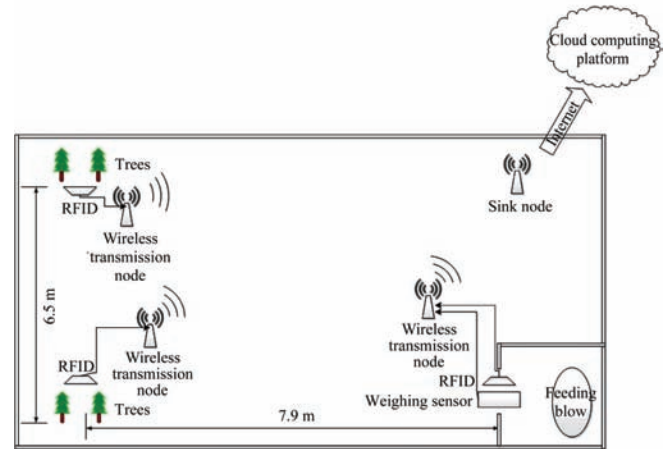 Cloud computing
platform
Internet
Trees
RFID
Wireless
transmission
node
Sink node
6.5 m
Wireless
transmission
node
RFID
Wireless
transmission
node
RFID
Weighing sensor
Feeding
blow
Trees
7.9 m